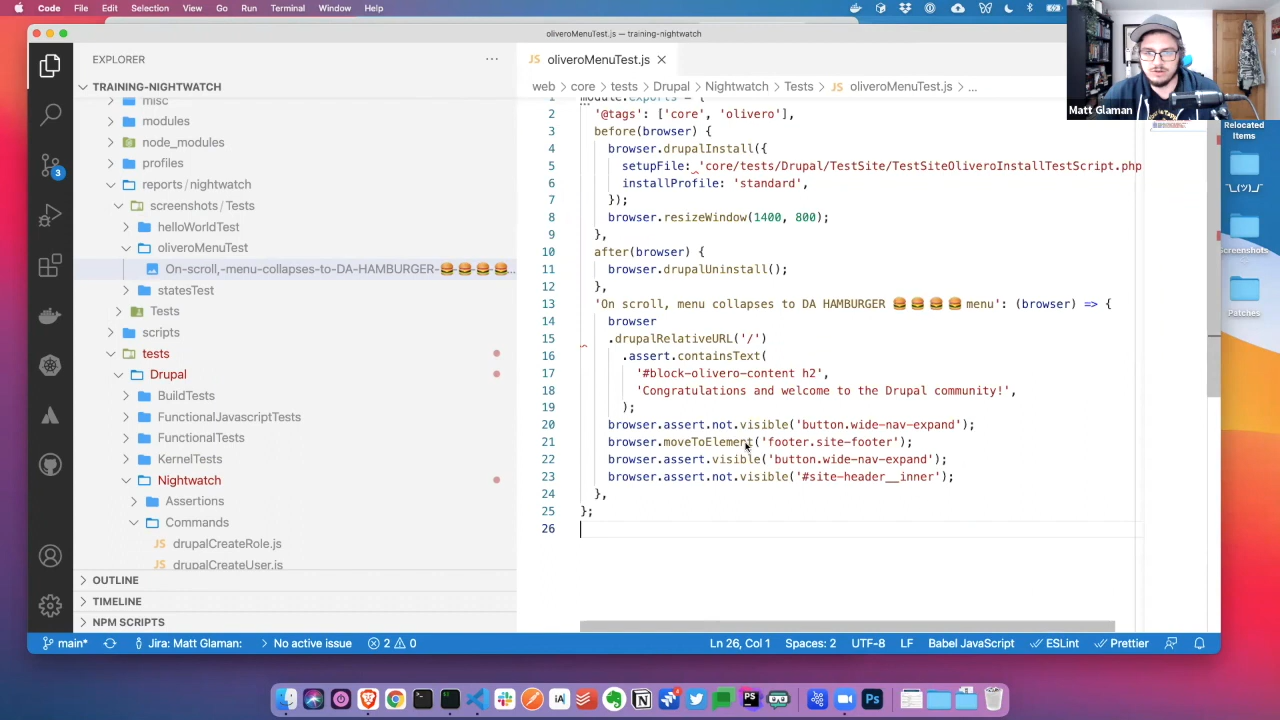 Code File Edit Selection View Go Run Terminal Window Help
oliveroMenuTest.js — training-nightwatch
EXPLORER
TRAINING-NIGHTWATCH
misc
modules
node_modules
profiles
reports/nightwatch
screenshots/Tests
helloWorldTest
oliveroMenuTest
On-scroll,-menu-collapses-to-DA-HAMBURGER-🍔-🍔-🍔-🍔...
statesTest
Tests
scripts
tests
Drupal
BuildTests
FunctionalJavascriptTests
FunctionalTests
KernelTests
Nightwatch
Assertions
Commands
drupalCreateRole.js
drupalCreateUser.js
OUTLINE
TIMELINE
NPM SCRIPTS
3
JS oliveroMenuTest.js
web > core > tests > Drupal > Nightwatch > Tests > JS oliveroMenuTest.js > ...
1 module.exports = {
2 '@tags': ['core', 'olivero'],
3 before(browser) {
4 browser.drupalInstall({
5 setupFile: 'core/tests/Drupal/TestSite/TestSiteOliveroInstallTestScript.php
6 installProfile: 'standard',
7 });
8 browser.resizeWindow(1400, 800);
9 },
10 after(browser) {
11 browser.drupalUninstall();
12 },
13 'On scroll, menu collapses to DA HAMBURGER 🍔 🍔 🍔 🍔 menu': (browser) => {
14 browser
15 .drupalRelativeURL('/')
16 .assert.containsText(
17 '#block-olivero-content h2',
18 'Congratulations and welcome to the Drupal community!',
19 );
20 browser.assert.not.visible('button.wide-nav-expand');
21 browser.moveToElement('footer.site-footer');
22 browser.assert.visible('button.wide-nav-expand');
23 browser.assert.not.visible('#site-header__inner');
24 },
25 };
26
Matt Glaman
Relocated
Items
¯\_(ツ)_/¯
Screenshots
Patches
main* Jira: Matt Glaman: No active issue 2 0 Ln 26, Col 1 Spaces: 2 UTF-8 LF Babel JavaScript ESLint Prettier